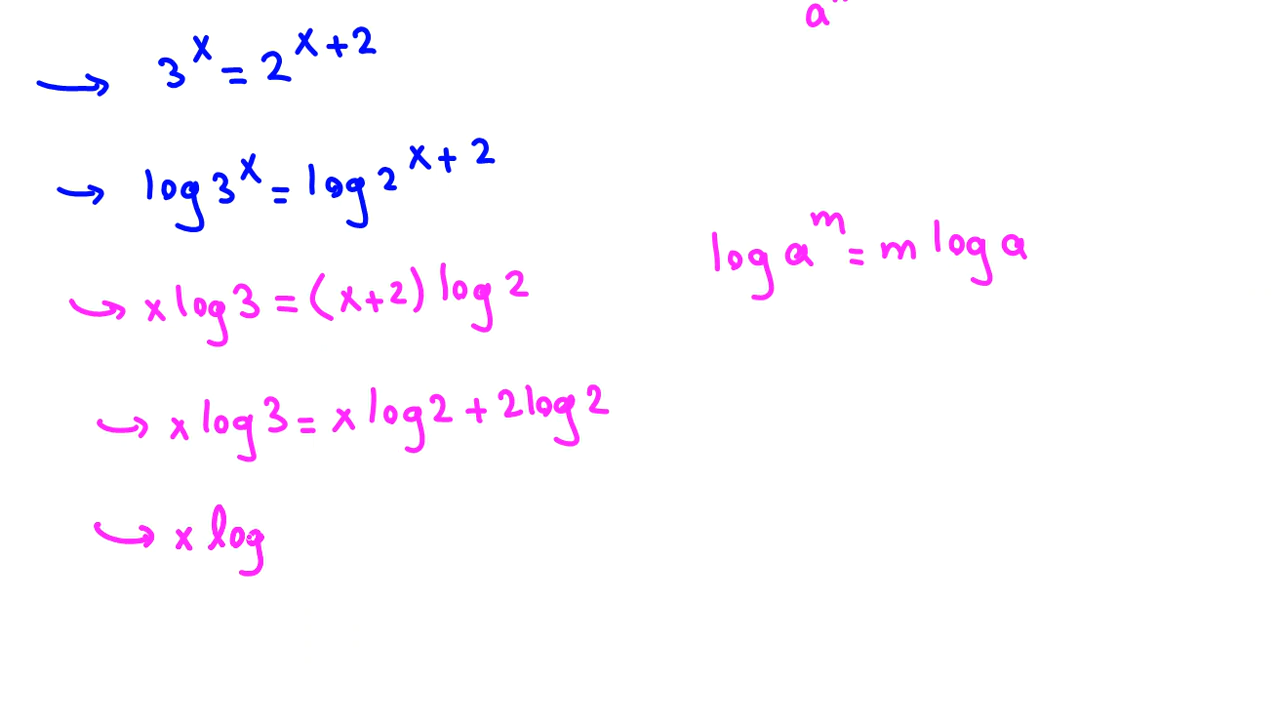 a
→ 3^x = 2^(x+2)
→ log 3^x = log 2^(x+2)
log a^m = m log a
→ x log 3 = (x+2) log 2
→ x log 3 = x log 2 + 2 log 2
→ x log